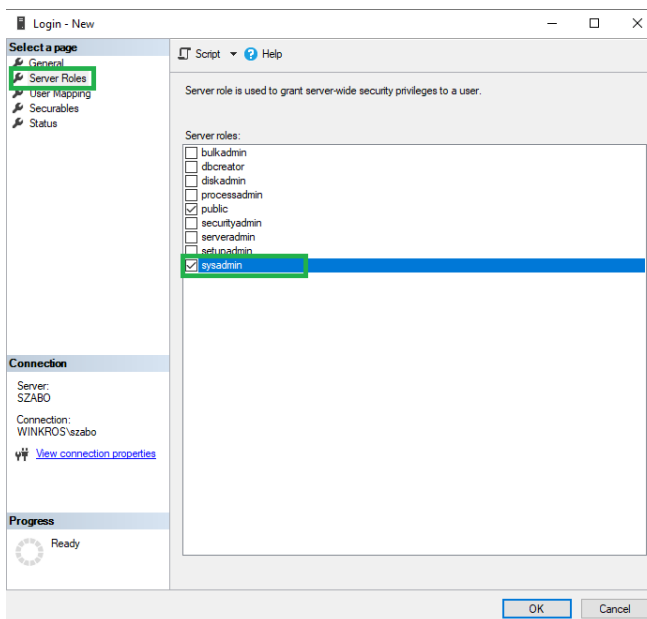 Login - New
Select a page
General
Server Roles
User Mapping
Securables
Status
Script Help
Server role is used to grant server-wide security privileges to a user.
Server roles:
bulkadmin
dbcreator
diskadmin
processadmin
public
securityadmin
serveradmin
setupadmin
sysadmin
Connection
Server:
SZABO
Connection:
WINKROS\szabo
View connection properties
Progress
Ready
OK Cancel